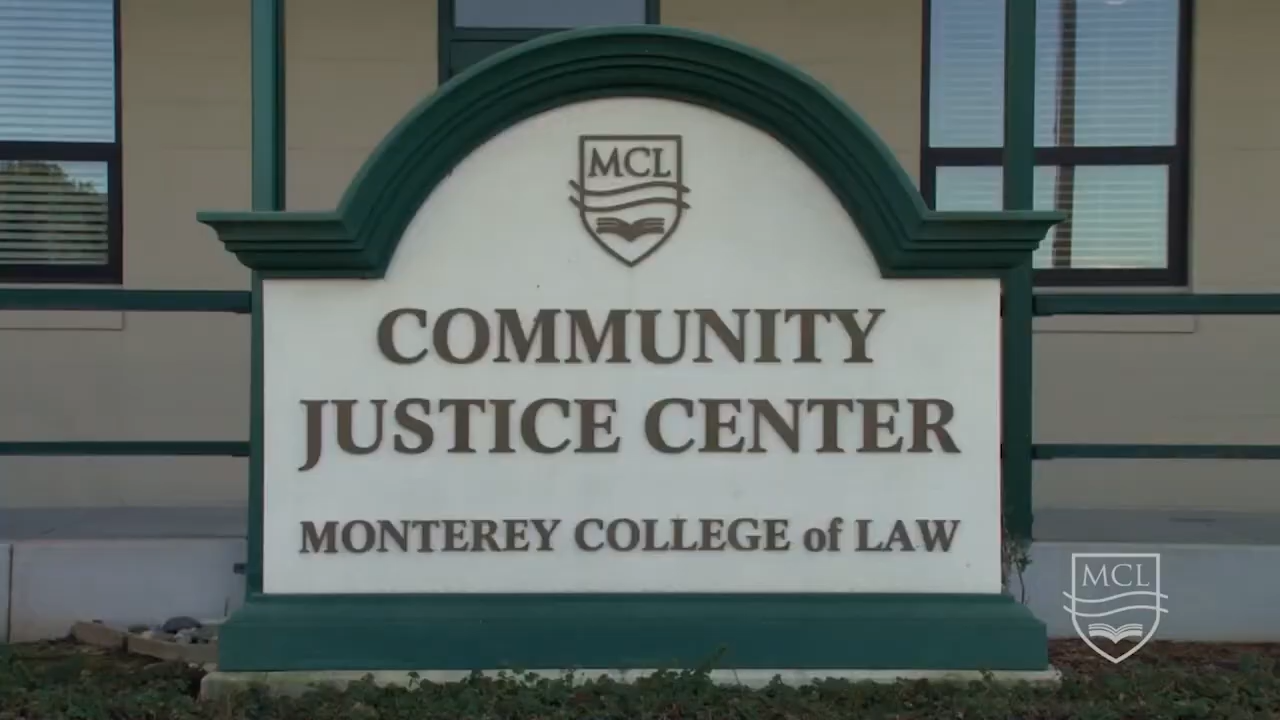 MCL
COMMUNITY
JUSTICE CENTER
MONTEREY COLLEGE of LAW
MCL